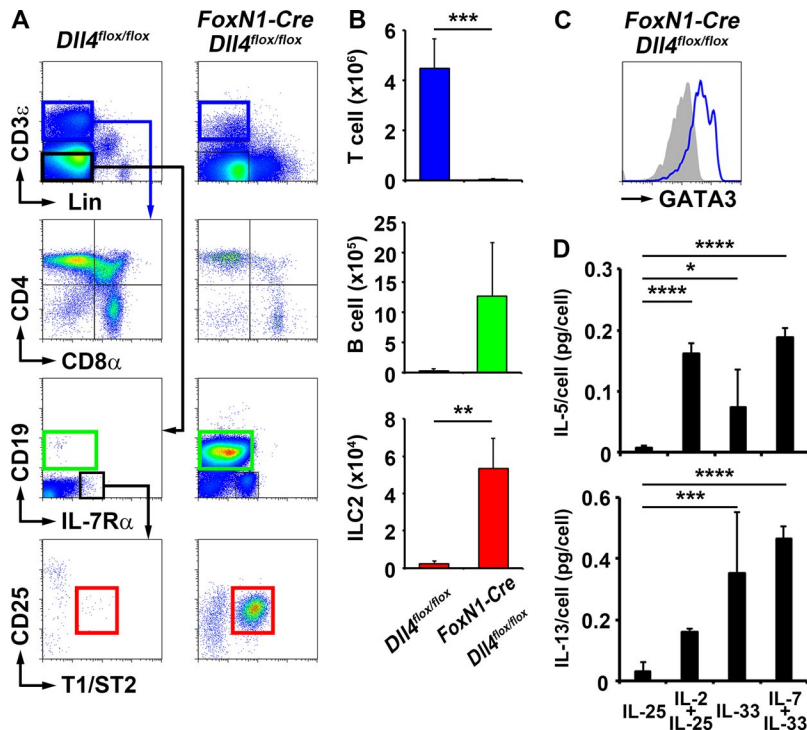 A
Dll4flox/flox
FoxN1-Cre
Dll4flox/flox
CD3ε
Lin
CD4
CD8α
CD19
IL-7Rα
CD25
T1/ST2
B
***
T cell (x10⁶)
6
4
2
0
B cell (x10⁵)
25
20
15
10
5
0
**
ILC2 (x10⁴)
8
6
4
2
0
Dll4flox/flox
FoxN1-Cre
Dll4flox/flox
C
FoxN1-Cre
Dll4flox/flox
GATA3
D
****
*
****
IL-5/cell (pg/cell)
0.3
0.2
0.1
0
****
***
IL-13/cell (pg/cell)
0.6
0.4
0.2
0
IL-25
IL-2
+
IL-25
IL-33
IL-7
+
IL-33